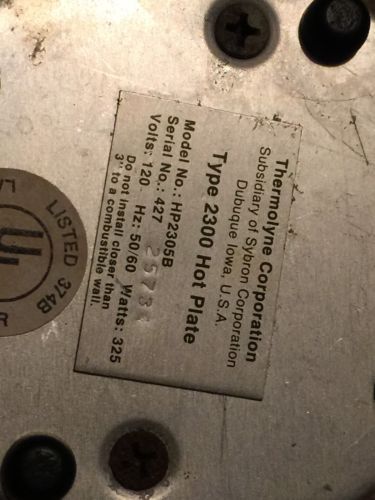 Thermolyne Corporation
Subsidiary of Sybron Corporation
Dubuque Iowa, U.S.A.
Type 2300 Hot Plate
Model No.: HP2305B
Serial No.: 427
Volts: 120 Hz: 50/60 Watts: 325
Do not install closer than
3" to a combustible wall.
LISTED 374B